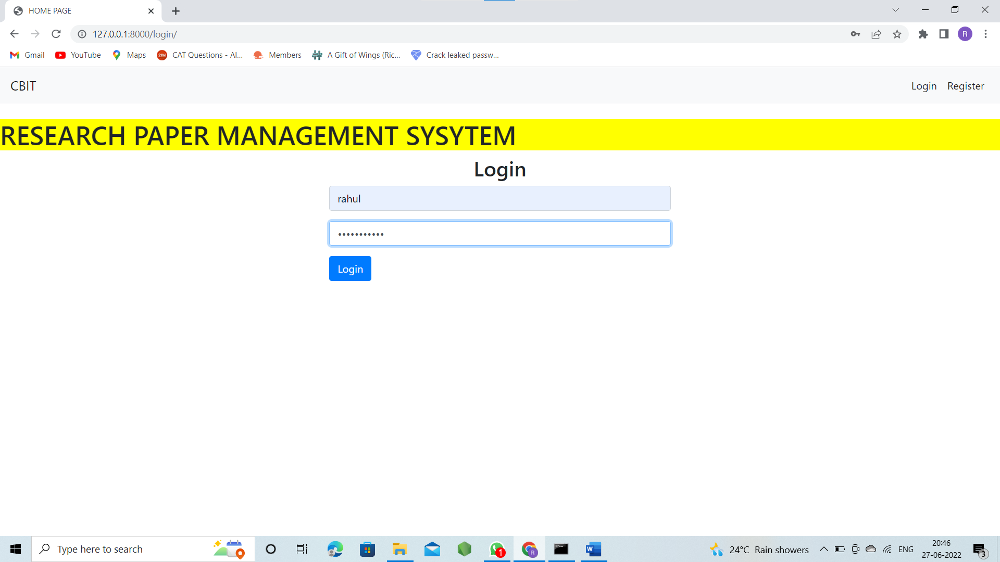 HOME PAGE
127.0.0.1:8000/login/
R
Gmail YouTube Maps CAT Questions - Al... Members A Gift of Wings (Ric... Crack leaked passw...
CBIT Login Register
RESEARCH PAPER MANAGEMENT SYSYTEM
Login
rahul
•••••••••••
Login
Type here to search
1
R
24°C Rain showers
ENG
20:46
27-06-2022
3